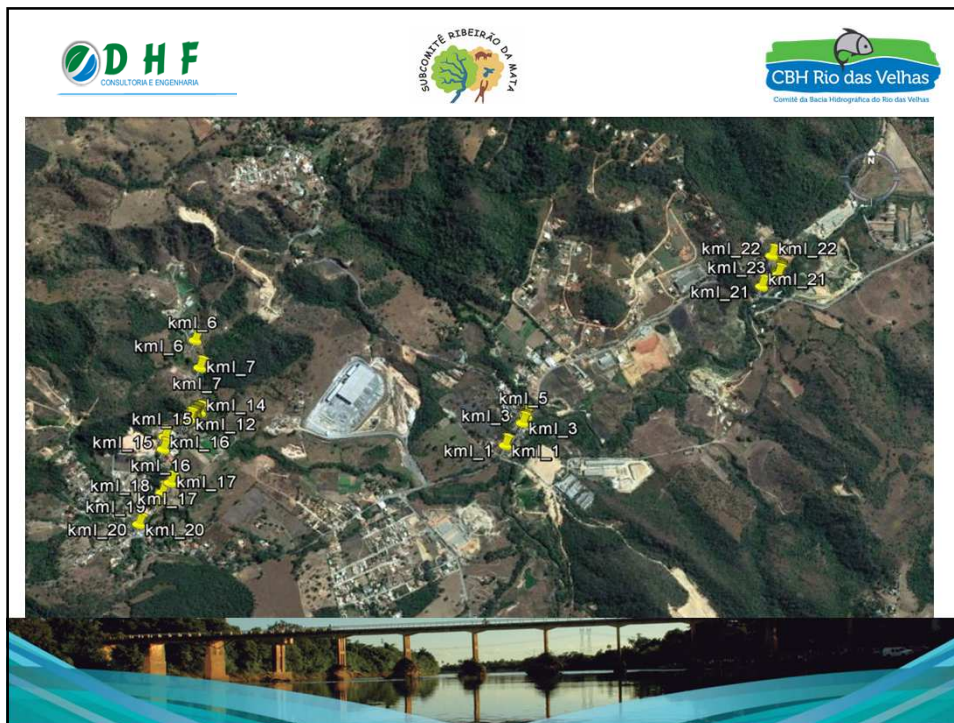 DHF
CONSULTORIA E ENGENHARIA
SUBCOMITÊ RIBEIRÃO DA MATA
CBH Rio das Velhas
Comitê da Bacia Hidrográfica do Rio das Velhas
N
kml_22 kml_22
kml_23
kml_21 kml_21
kml_6
kml_6
kml_7
kml_7
kml_5
kml_14
kml_15 kml_12
kml_3
kml_3
kml_15 kml_16
kml_1 kml_1
kml_16
kml_18 kml_17
kml_17
kml_19
kml_20 kml_20